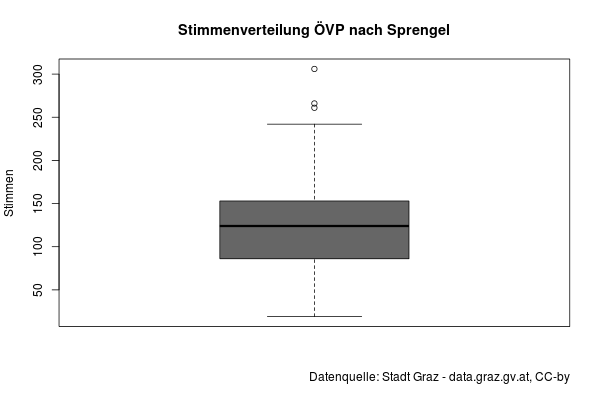 Stimmenverteilung ÖVP nach Sprengel
Stimmen
300
250
200
150
100
50
Datenquelle: Stadt Graz - data.graz.gv.at, CC-by